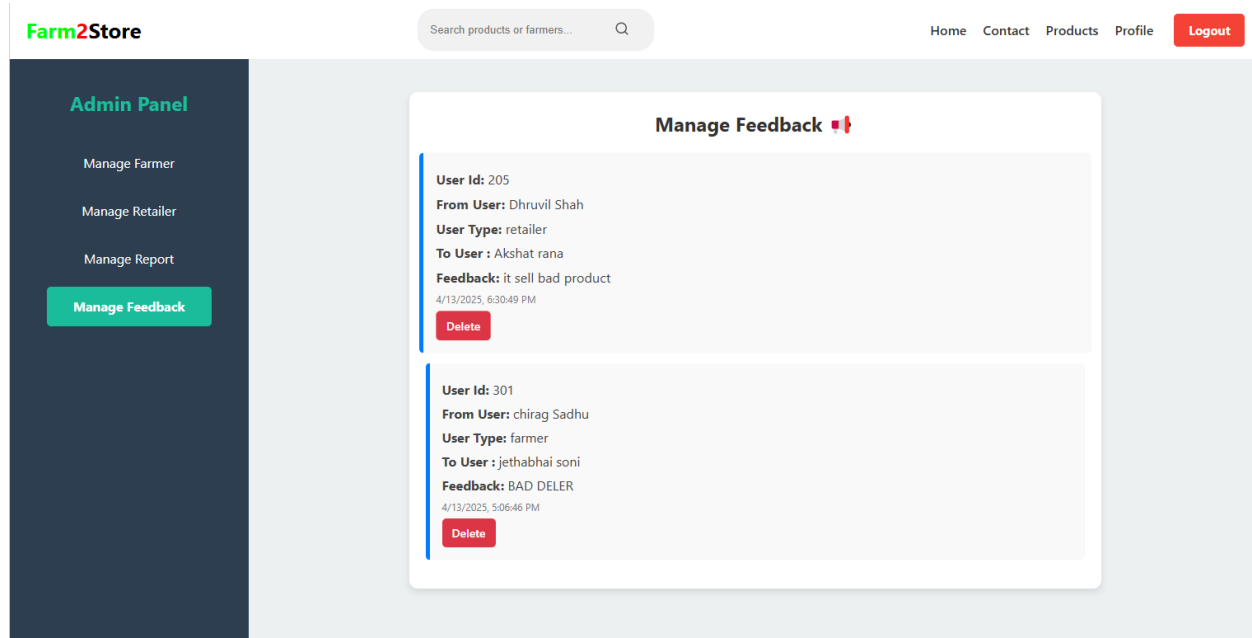 Farm2Store
Search products or farmers...
Home Contact Products Profile Logout
Admin Panel
Manage Farmer
Manage Retailer
Manage Report
Manage Feedback
Manage Feedback
User Id: 205
From User: Dhruvil Shah
User Type: retailer
To User : Akshat rana
Feedback: it sell bad product
4/13/2025, 6:30:49 PM
Delete
User Id: 301
From User: chirag Sadhu
User Type: farmer
To User : jethabhai soni
Feedback: BAD DELER
4/13/2025, 5:06:46 PM
Delete